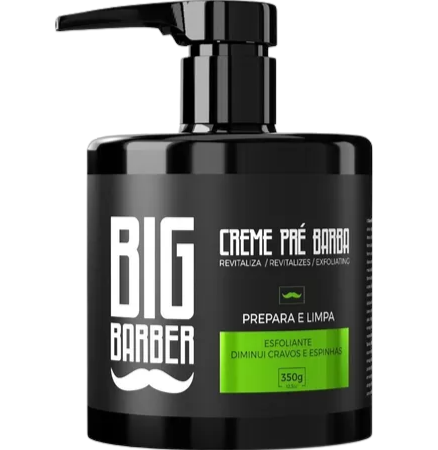 BIG
BARBER
CREME PRÉ BARBA
REVITALIZA / REVITALIZES / EXFOLIATING
PREPARA E LIMPA
ESFOLIANTE
DIMINUI CRAVOS E ESPINHAS
350g